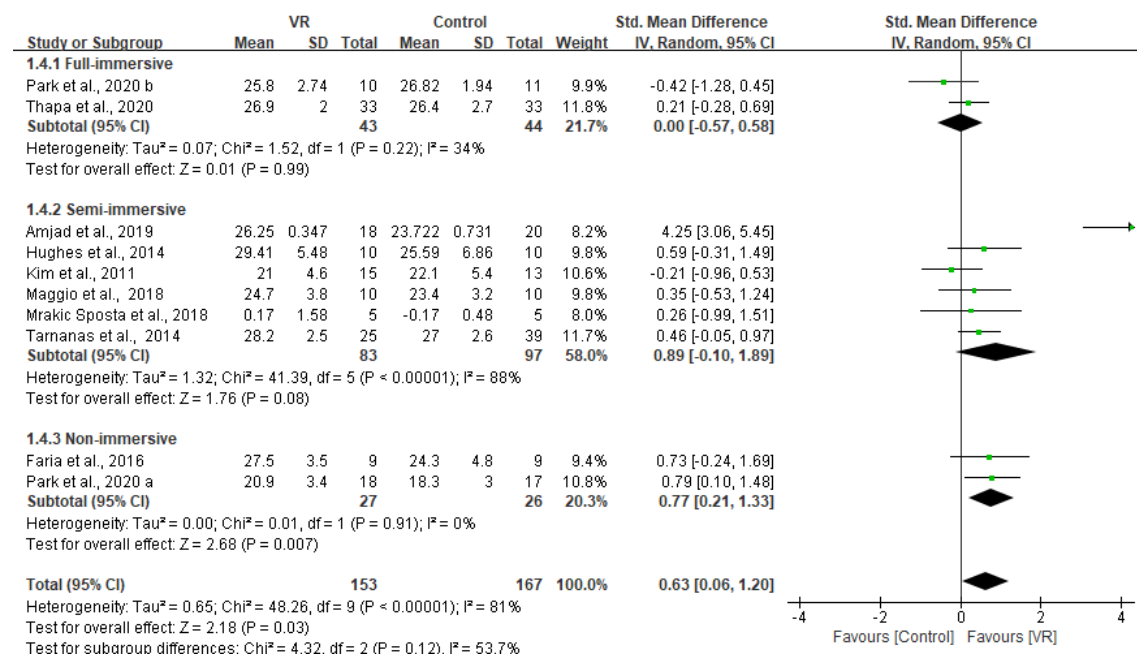 VR Control Std. Mean Difference Std. Mean Difference
Study or Subgroup Mean SD Total Mean SD Total Weight IV, Random, 95% CI IV, Random, 95% CI
1.4.1 Full-immersive
Park et al., 2020 b 25.8 2.74 10 26.82 1.94 11 9.9% -0.42 [-1.28, 0.45]
Thapa et al., 2020 26.9 2 33 26.4 2.7 33 11.8% 0.21 [-0.28, 0.69]
Subtotal (95% CI) 43 44 21.7% 0.00 [-0.57, 0.58]
Heterogeneity: Tau² = 0.07; Chi² = 1.52, df = 1 (P = 0.22); I² = 34%
Test for overall effect: Z = 0.01 (P = 0.99)
1.4.2 Semi-immersive
Amjad et al., 2019 26.25 0.347 18 23.722 0.731 20 8.2% 4.25 [3.06, 5.45]
Hughes et al., 2014 29.41 5.48 10 25.59 6.86 10 9.8% 0.59 [-0.31, 1.49]
Kim et al., 2011 21 4.6 15 22.1 5.4 13 10.6% -0.21 [-0.96, 0.53]
Maggio et al., 2018 24.7 3.8 10 23.4 3.2 10 9.8% 0.35 [-0.53, 1.24]
Mrakic Sposta et al., 2018 0.17 1.58 5 -0.17 0.48 5 8.0% 0.26 [-0.99, 1.51]
Tarnanas et al., 2014 28.2 2.5 25 27 2.6 39 11.7% 0.46 [-0.05, 0.97]
Subtotal (95% CI) 83 97 58.0% 0.89 [-0.10, 1.89]
Heterogeneity: Tau² = 1.32; Chi² = 41.39, df = 5 (P < 0.00001); I² = 88%
Test for overall effect: Z = 1.76 (P = 0.08)
1.4.3 Non-immersive
Faria et al., 2016 27.5 3.5 9 24.3 4.8 9 9.4% 0.73 [-0.24, 1.69]
Park et al., 2020 a 20.9 3.4 18 18.3 3 17 10.8% 0.79 [0.10, 1.48]
Subtotal (95% CI) 27 26 20.3% 0.77 [0.21, 1.33]
Heterogeneity: Tau² = 0.00; Chi² = 0.01, df = 1 (P = 0.91); I² = 0%
Test for overall effect: Z = 2.68 (P = 0.007)
Total (95% CI) 153 167 100.0% 0.63 [0.06, 1.20]
Heterogeneity: Tau² = 0.65; Chi² = 48.26, df = 9 (P < 0.00001); I² = 81%
Test for overall effect: Z = 2.18 (P = 0.03)
Test for subgroup differences: Chi² = 4.32, df = 2 (P = 0.12), I² = 53.7%
-4 -2 0 2 4
Favours [Control] Favours [VR]